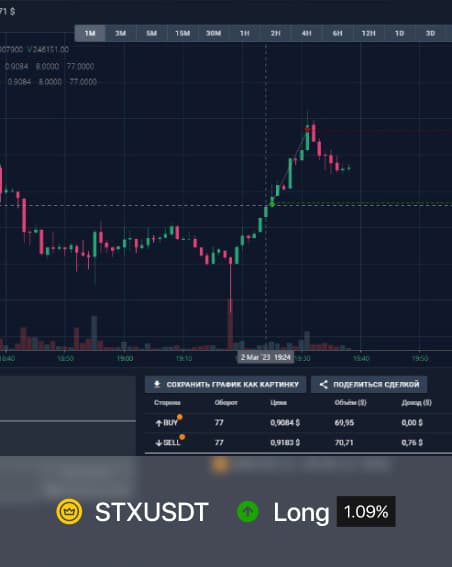 71 $
1M 3M 5M 15M 30M 1H 2H 4H 6H 12H 1D 3D
907900 V246151.00
0.9084 8.0000 77.0000
0.9084 8.0000 77.0000
18:40 18:50 19:00 19:10 2 Mar '23 19:24 19:30 19:40 19:50
СОХРАНИТЬ ГРАФИК КАК КАРТИНКУ ПОДЕЛИТЬСЯ СДЕЛКОЙ
Сторона Оборот Цена Объём ($) Доход ($)
BUY 77 0,9084 $ 69,95 0,00 $
SELL 77 0,9183 $ 70,71 0,76 $
STXUSDT Long 1.09%